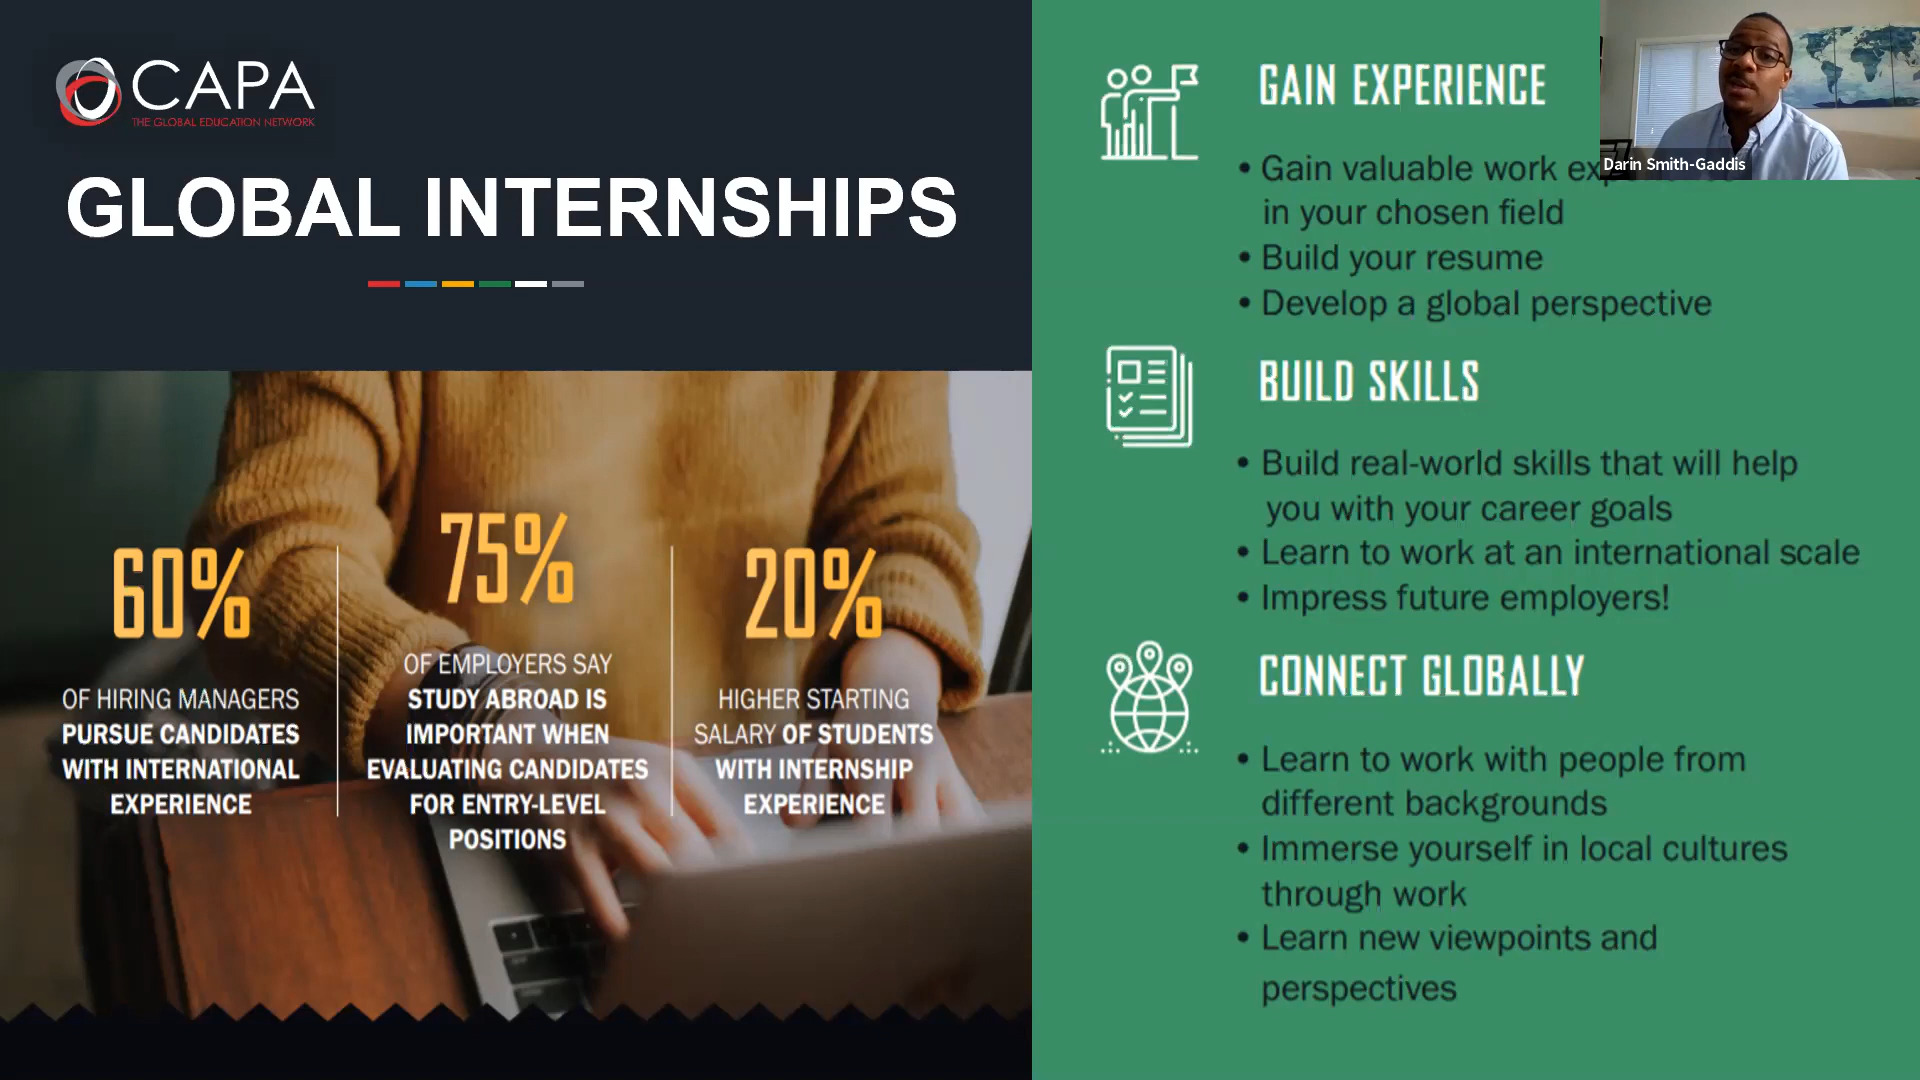 CAPA
THE GLOBAL EDUCATION NETWORK
GLOBAL INTERNSHIPS
60%
OF HIRING MANAGERS
PURSUE CANDIDATES
WITH INTERNATIONAL
EXPERIENCE
75%
OF EMPLOYERS SAY
STUDY ABROAD IS
IMPORTANT WHEN
EVALUATING CANDIDATES
FOR ENTRY-LEVEL
POSITIONS
20%
HIGHER STARTING
SALARY OF STUDENTS
WITH INTERNSHIP
EXPERIENCE
GAIN EXPERIENCE
• Gain valuable work
in your chosen field
• Build your resume
• Develop a global perspective
BUILD SKILLS
• Build real-world skills that will help
you with your career goals
• Learn to work at an international scale
• Impress future employers!
CONNECT GLOBALLY
• Learn to work with people from
different backgrounds
• Immerse yourself in local cultures
through work
• Learn new viewpoints and
perspectives
Darin Smith-Gaddis